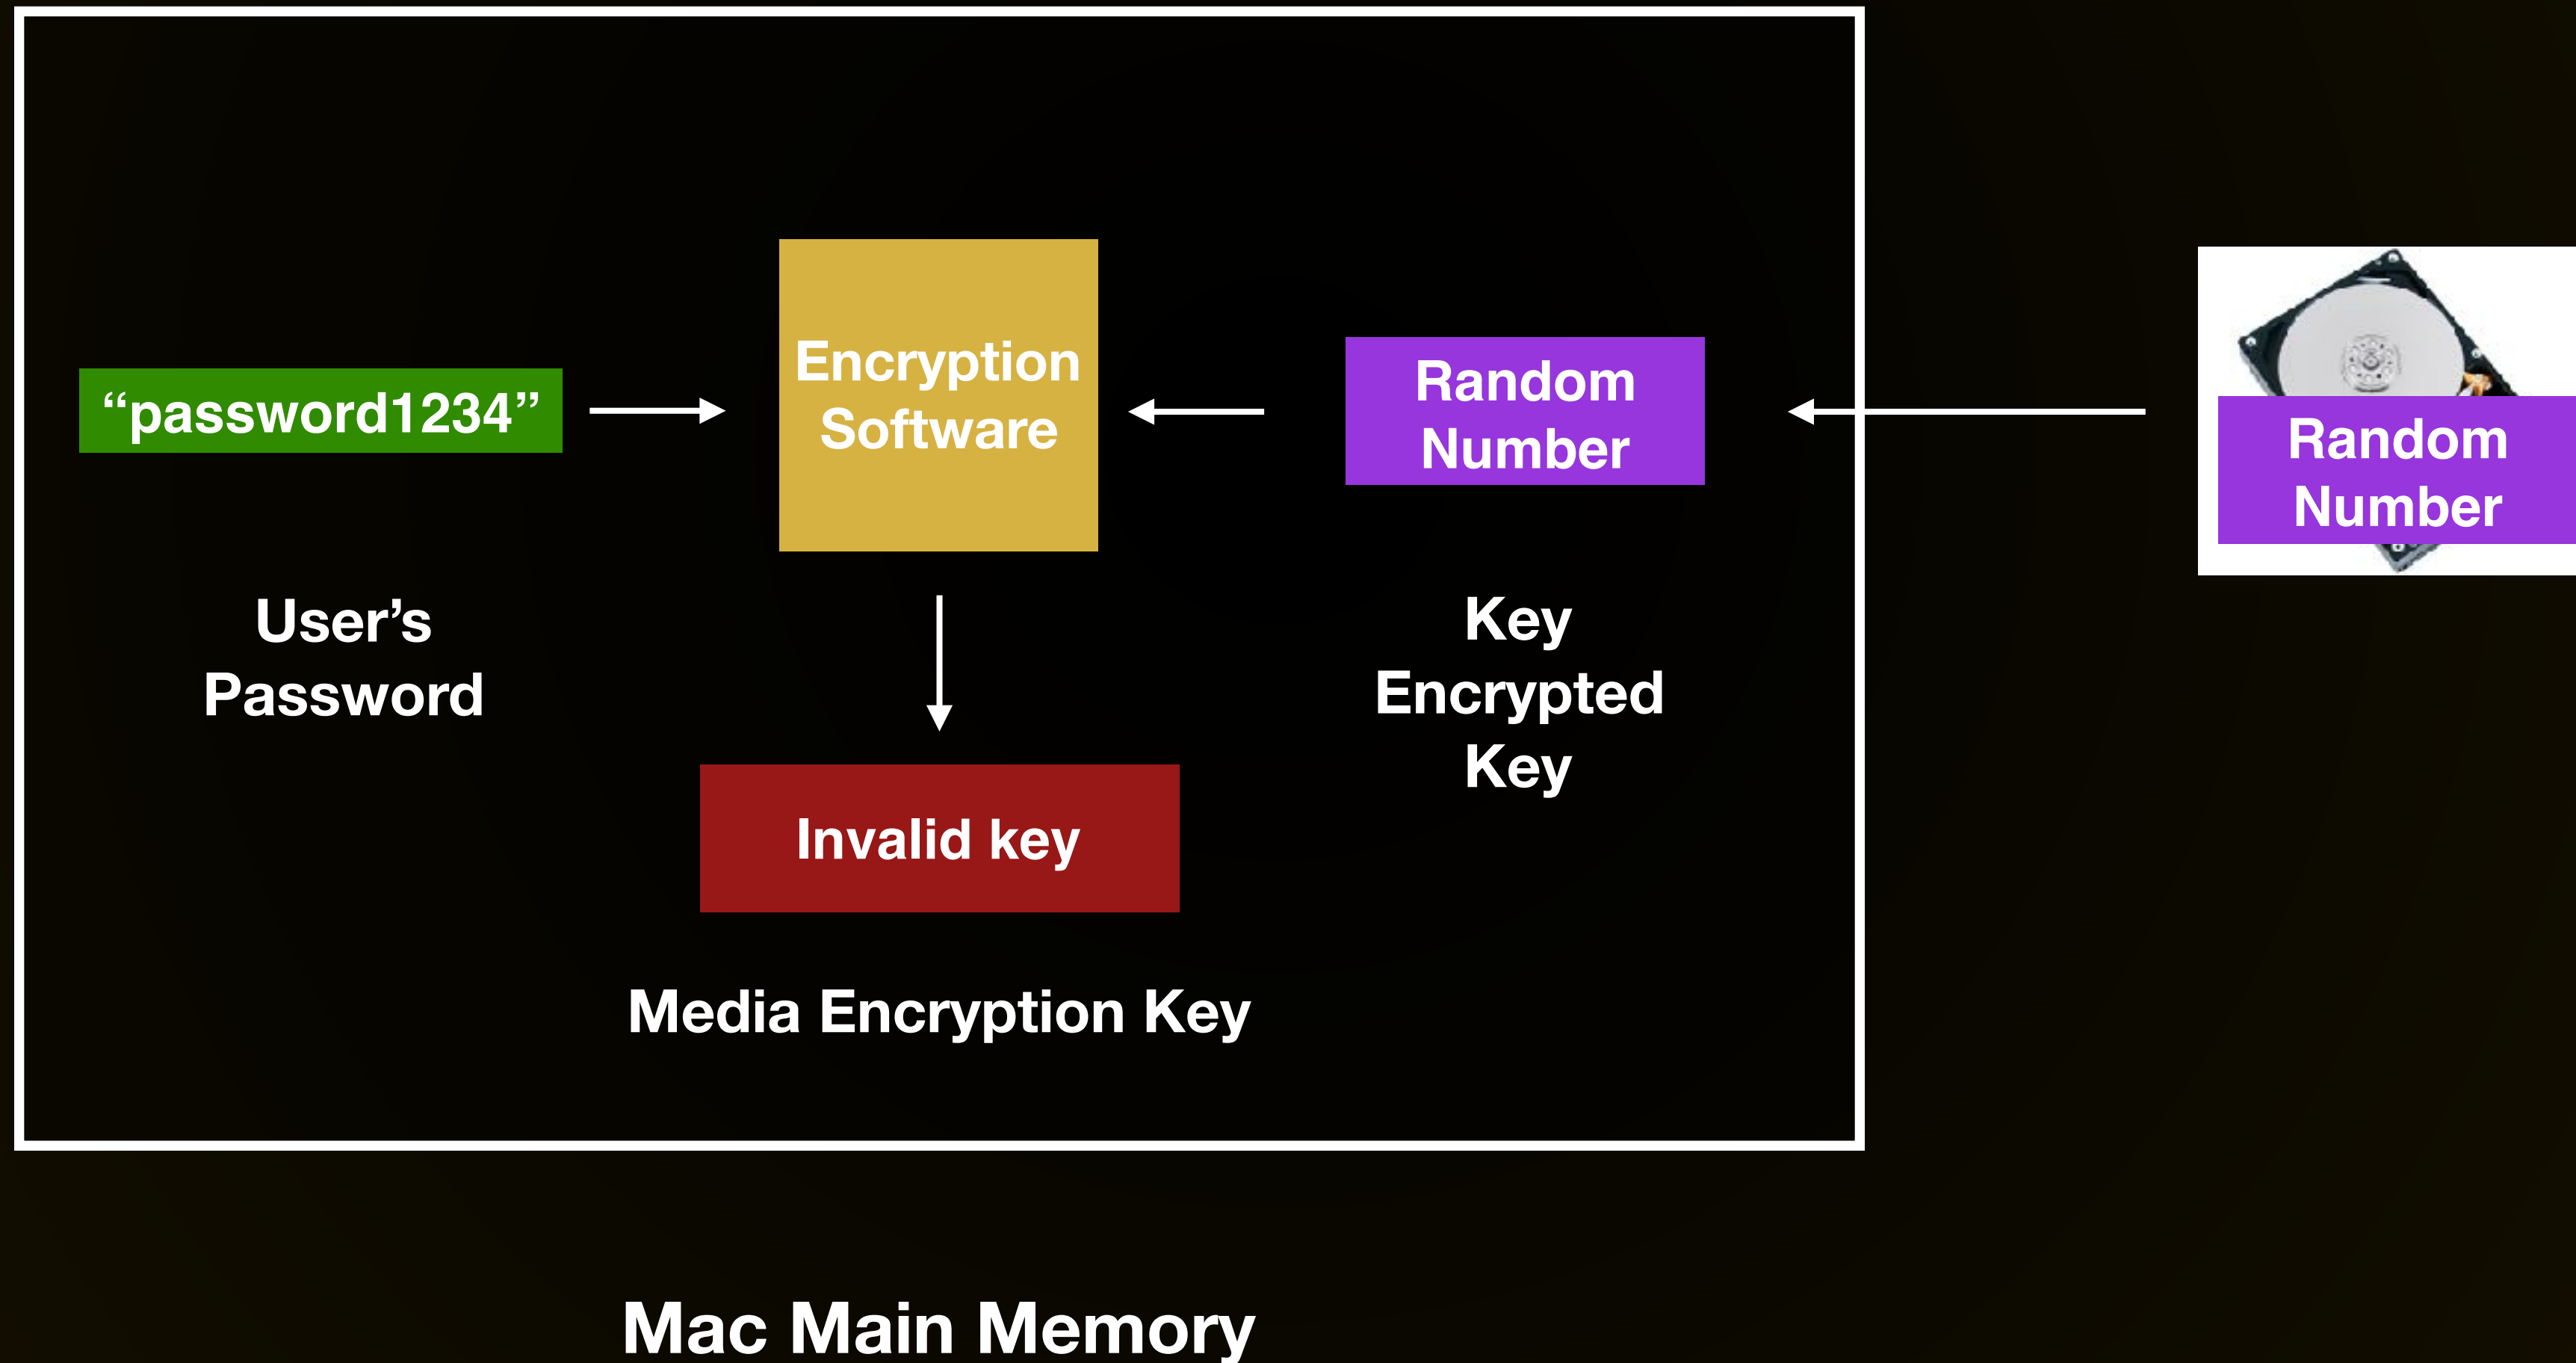 “password1234”
User’s
Password
Encryption
Software
Invalid key
Media Encryption Key
Random
Number
Key
Encrypted
Key
Random
Number
Mac Main Memory